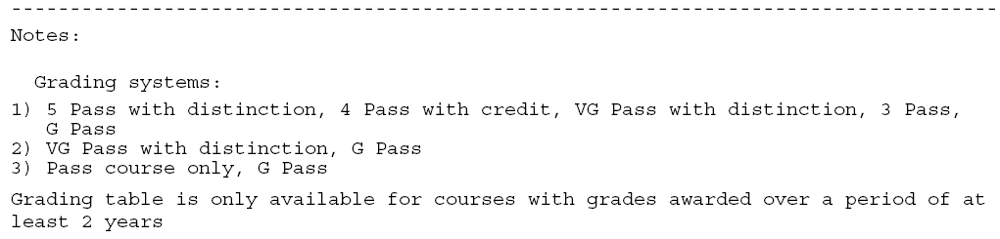 Notes:
Grading systems:
1) 5 Pass with distinction, 4 Pass with credit, VG Pass with distinction, 3 Pass,
G Pass
2) VG Pass with distinction, G Pass
3) Pass course only, G Pass
Grading table is only available for courses with grades awarded over a period of at
least 2 years